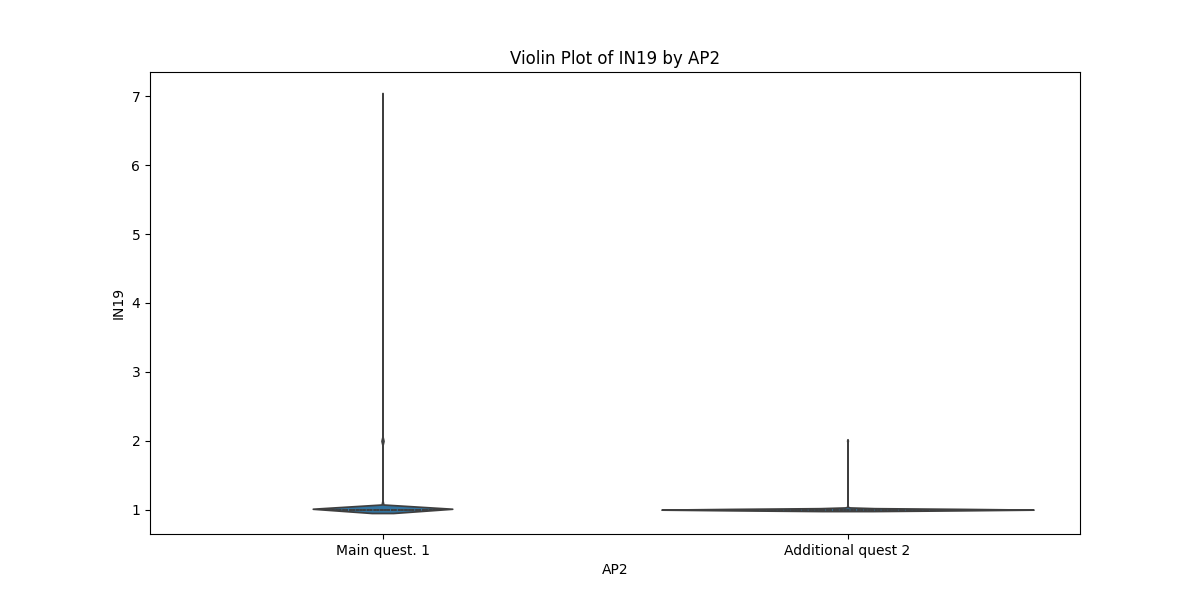 Violin Plot of IN19 by AP2
7
6
5
4
3
2
1
IN19
Main quest. 1
Additional quest 2
AP2